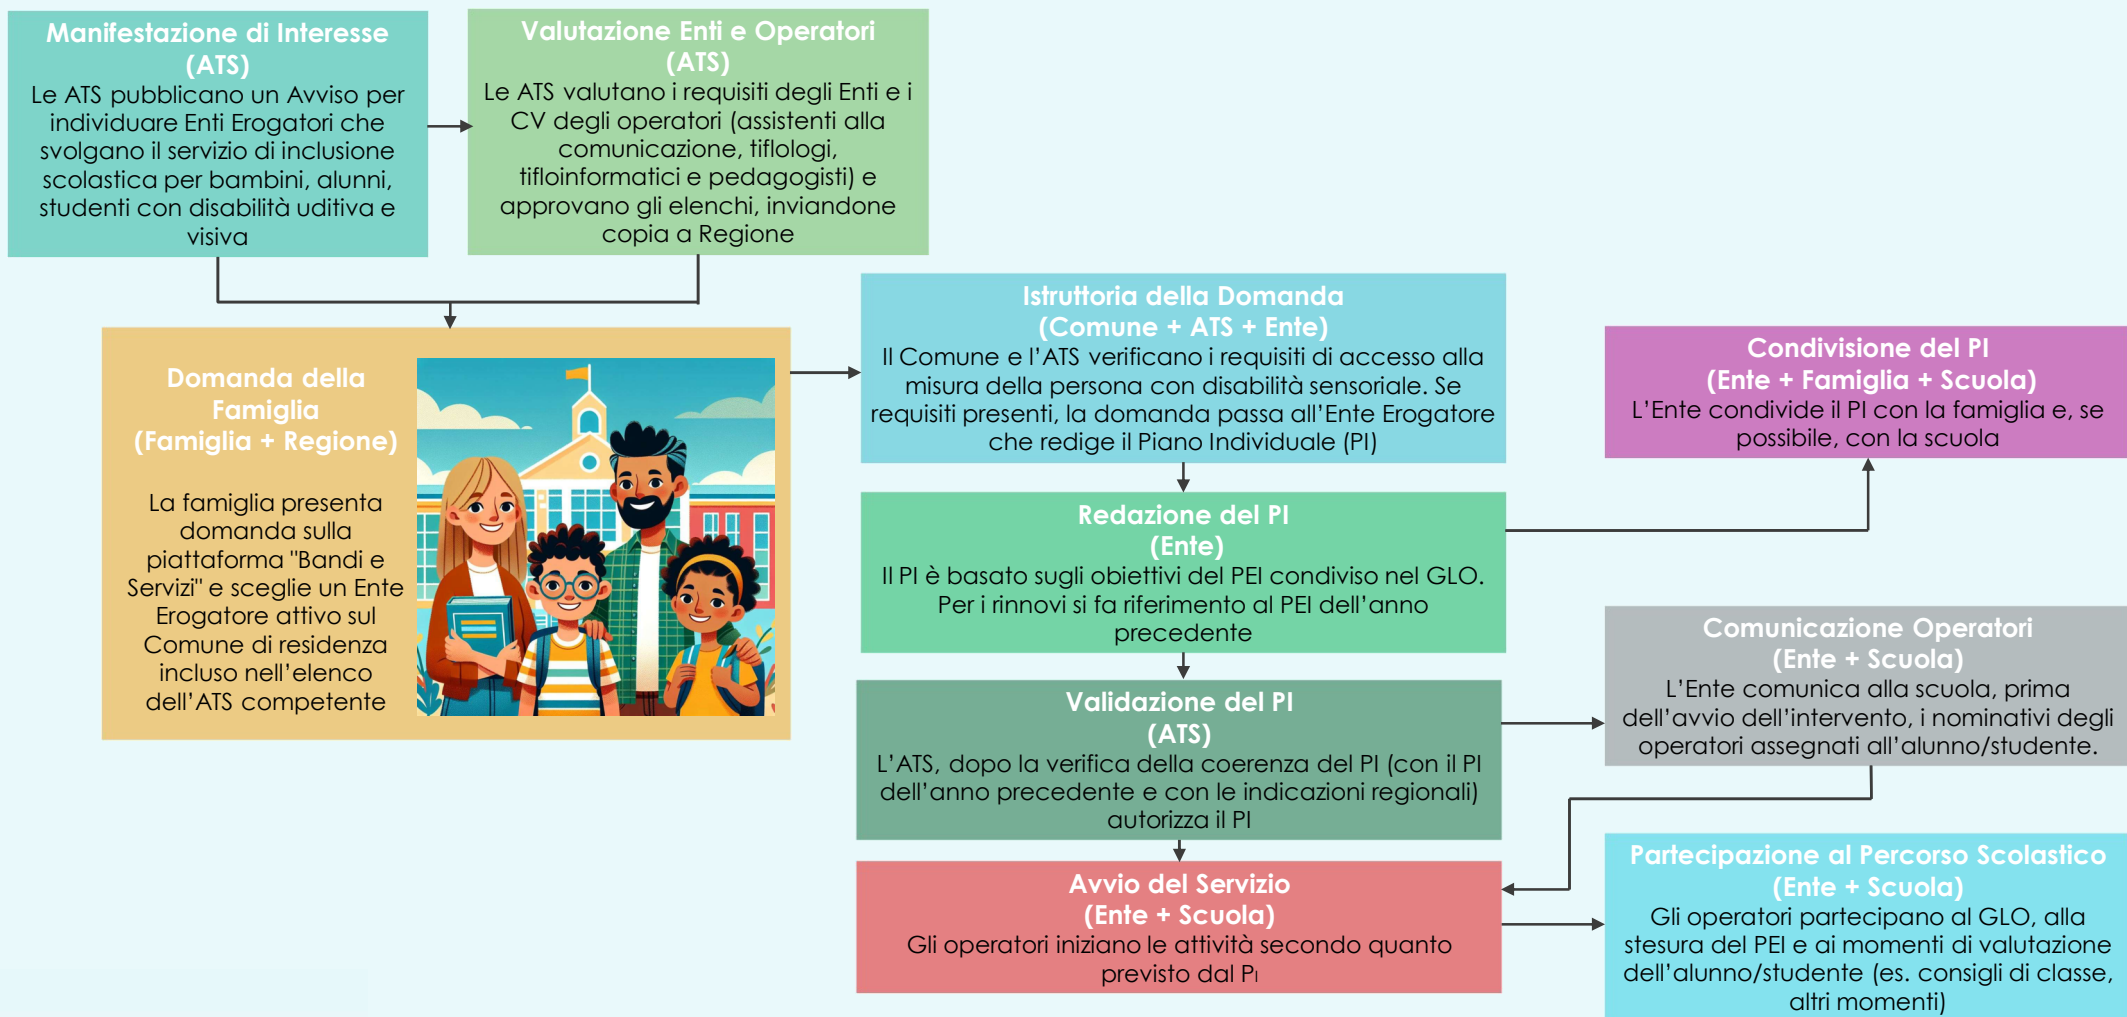 Manifestazione di Interesse
(ATS)
Le ATS pubblicano un Avviso per
individuare Enti Erogatori che
svolgano il servizio di inclusione
scolastica per bambini, alunni,
studenti con disabilità uditiva e
visiva
Valutazione Enti e Operatori
(ATS)
Le ATS valutano i requisiti degli Enti e i
CV degli operatori (assistenti alla
comunicazione, tiflologi,
tifloinformatici e pedagogisti) e
approvano gli elenchi, inviandone
copia a Regione
Domanda della
Famiglia
(Famiglia + Regione)
La famiglia presenta
domanda sulla
piattaforma "Bandi e
Servizi" e sceglie un Ente
Erogatore attivo sul
Comune di residenza
incluso nell’elenco
dell’ATS competente
Istruttoria della Domanda
(Comune + ATS + Ente)
Il Comune e l’ATS verificano i requisiti di accesso alla
misura della persona con disabilità sensoriale. Se
requisiti presenti, la domanda passa all’Ente Erogatore
che redige il Piano Individuale (PI)
Redazione del PI
(Ente)
Il PI è basato sugli obiettivi del PEI condiviso nel GLO.
Per i rinnovi si fa riferimento al PEI dell’anno
precedente
Condivisione del PI
(Ente + Famiglia + Scuola)
L’Ente condivide il PI con la famiglia e, se
possibile, con la scuola
Validazione del PI
(ATS)
L’ATS, dopo la verifica della coerenza del PI (con il PI
dell’anno precedente e con le indicazioni regionali)
autorizza il PI
Comunicazione Operatori
(Ente + Scuola)
L’Ente comunica alla scuola, prima
dell’avvio dell’intervento, i nominativi degli
operatori assegnati all’alunno/studente.
Avvio del Servizio
(Ente + Scuola)
Gli operatori iniziano le attività secondo quanto
previsto dal PI
Partecipazione al Percorso Scolastico
(Ente + Scuola)
Gli operatori partecipano al GLO, alla
stesura del PEI e ai momenti di valutazione
dell’alunno/studente (es. consigli di classe,
altri momenti)